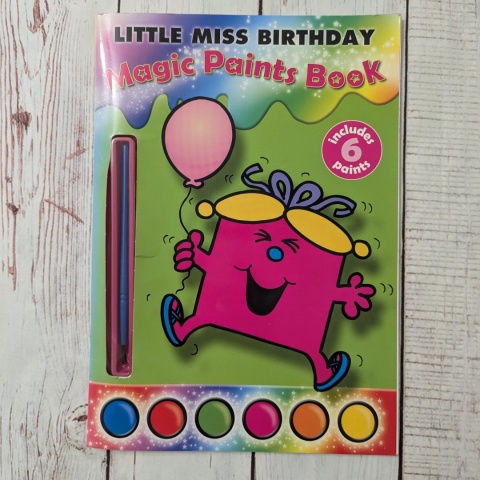 LITTLE MISS BIRTHDAY
Magic Paints Book
includes
6
paints